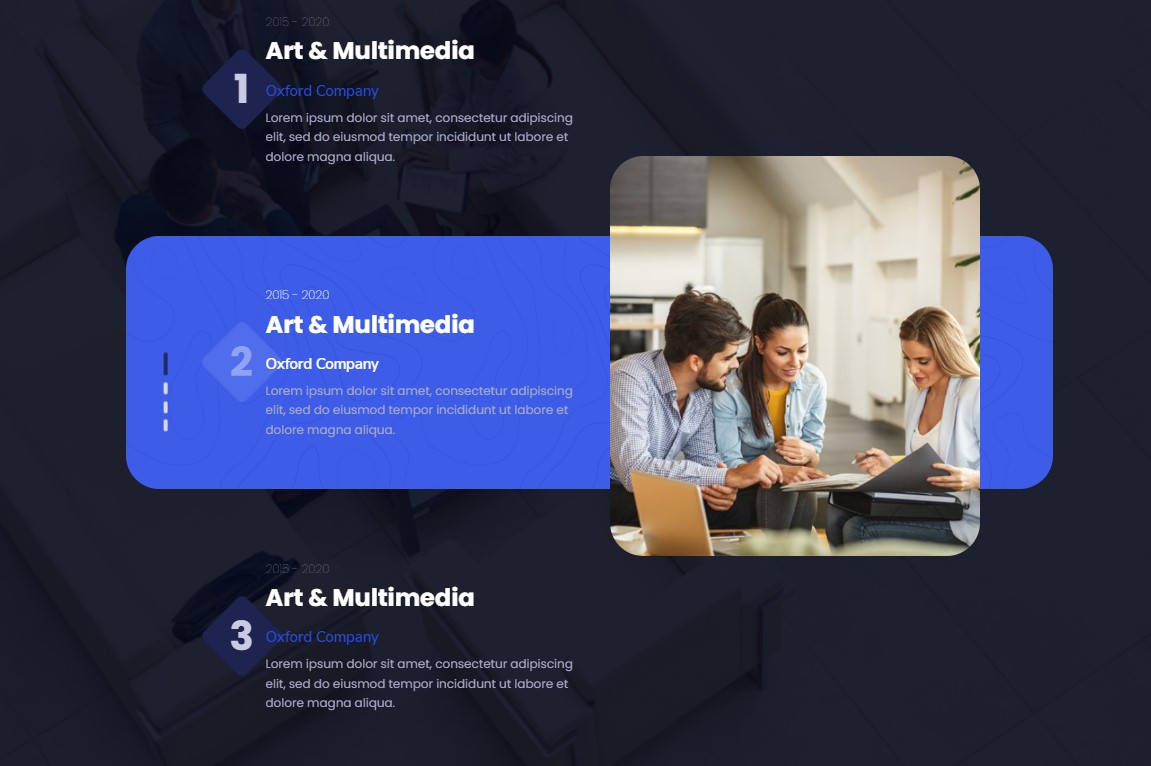 2015 - 2020
Art & Multimedia
1
Oxford Company
Lorem ipsum dolor sit amet, consectetur adipiscing
elit, sed do eiusmod tempor incididunt ut labore et
dolore magna aliqua.
2015 - 2020
Art & Multimedia
2
Oxford Company
Lorem ipsum dolor sit amet, consectetur adipiscing
elit, sed do eiusmod tempor incididunt ut labore et
dolore magna aliqua.
2015 - 2020
Art & Multimedia
3
Oxford Company
Lorem ipsum dolor sit amet, consectetur adipiscing
elit, sed do eiusmod tempor incididunt ut labore et
dolore magna aliqua.